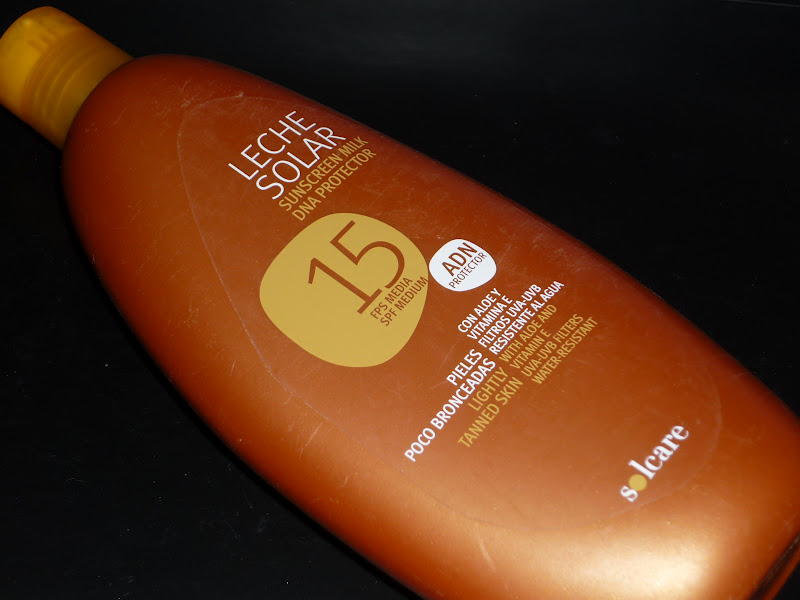 LECHE
SOLAR
SUNSCREEN MILK
DNA PROTECTOR
15
FPS MEDIA
SPF MEDIUM
ADN
PROTECTOR
CON ALOE Y
VITAMINA E
FILTROS UVA-UVB
RESISTENTE AL AGUA
PIELES
POCO BRONCEADAS
WITH ALOE AND
VITAMIN E
UVA-UVB FILTERS
WATER-RESISTANT
LIGHTLY
TANNED SKIN
solcare